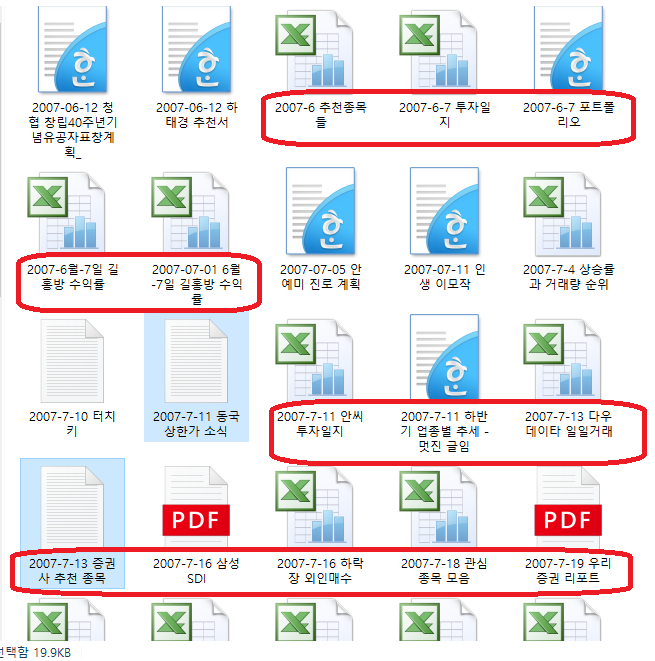 2007-06-12 청
협 창립40주년기
념유공자표창계
획_
2007-06-12 하
태경 추천서
2007-6 추천종목
들
2007-6-7 투자일
지
2007-6-7 포트폴
리오
2007-6월-7일 길
홍방 수익률
2007-07-01 6월
-7일 길홍방 수익
률
2007-07-05 안
예미 진로 계획
2007-07-11 인
생 이모작
2007-7-4 상승률
과 거래량 순위
2007-7-10 터치
키
2007-7-11 동국
상한가 소식
2007-7-11 안씨
투자일지
2007-7-11 하반
기 업종별 추세 -
멋진 글임
2007-7-13 다우
데이타 일일거래
PDF
PDF
2007-7-13 증권
사 추천 종목
2007-7-16 삼성
SDI
2007-7-16 하락
장 외인매수
2007-7-18 관심
종목 모음
2007-7-19 우리
증권 리포트
선택함 19.9KB